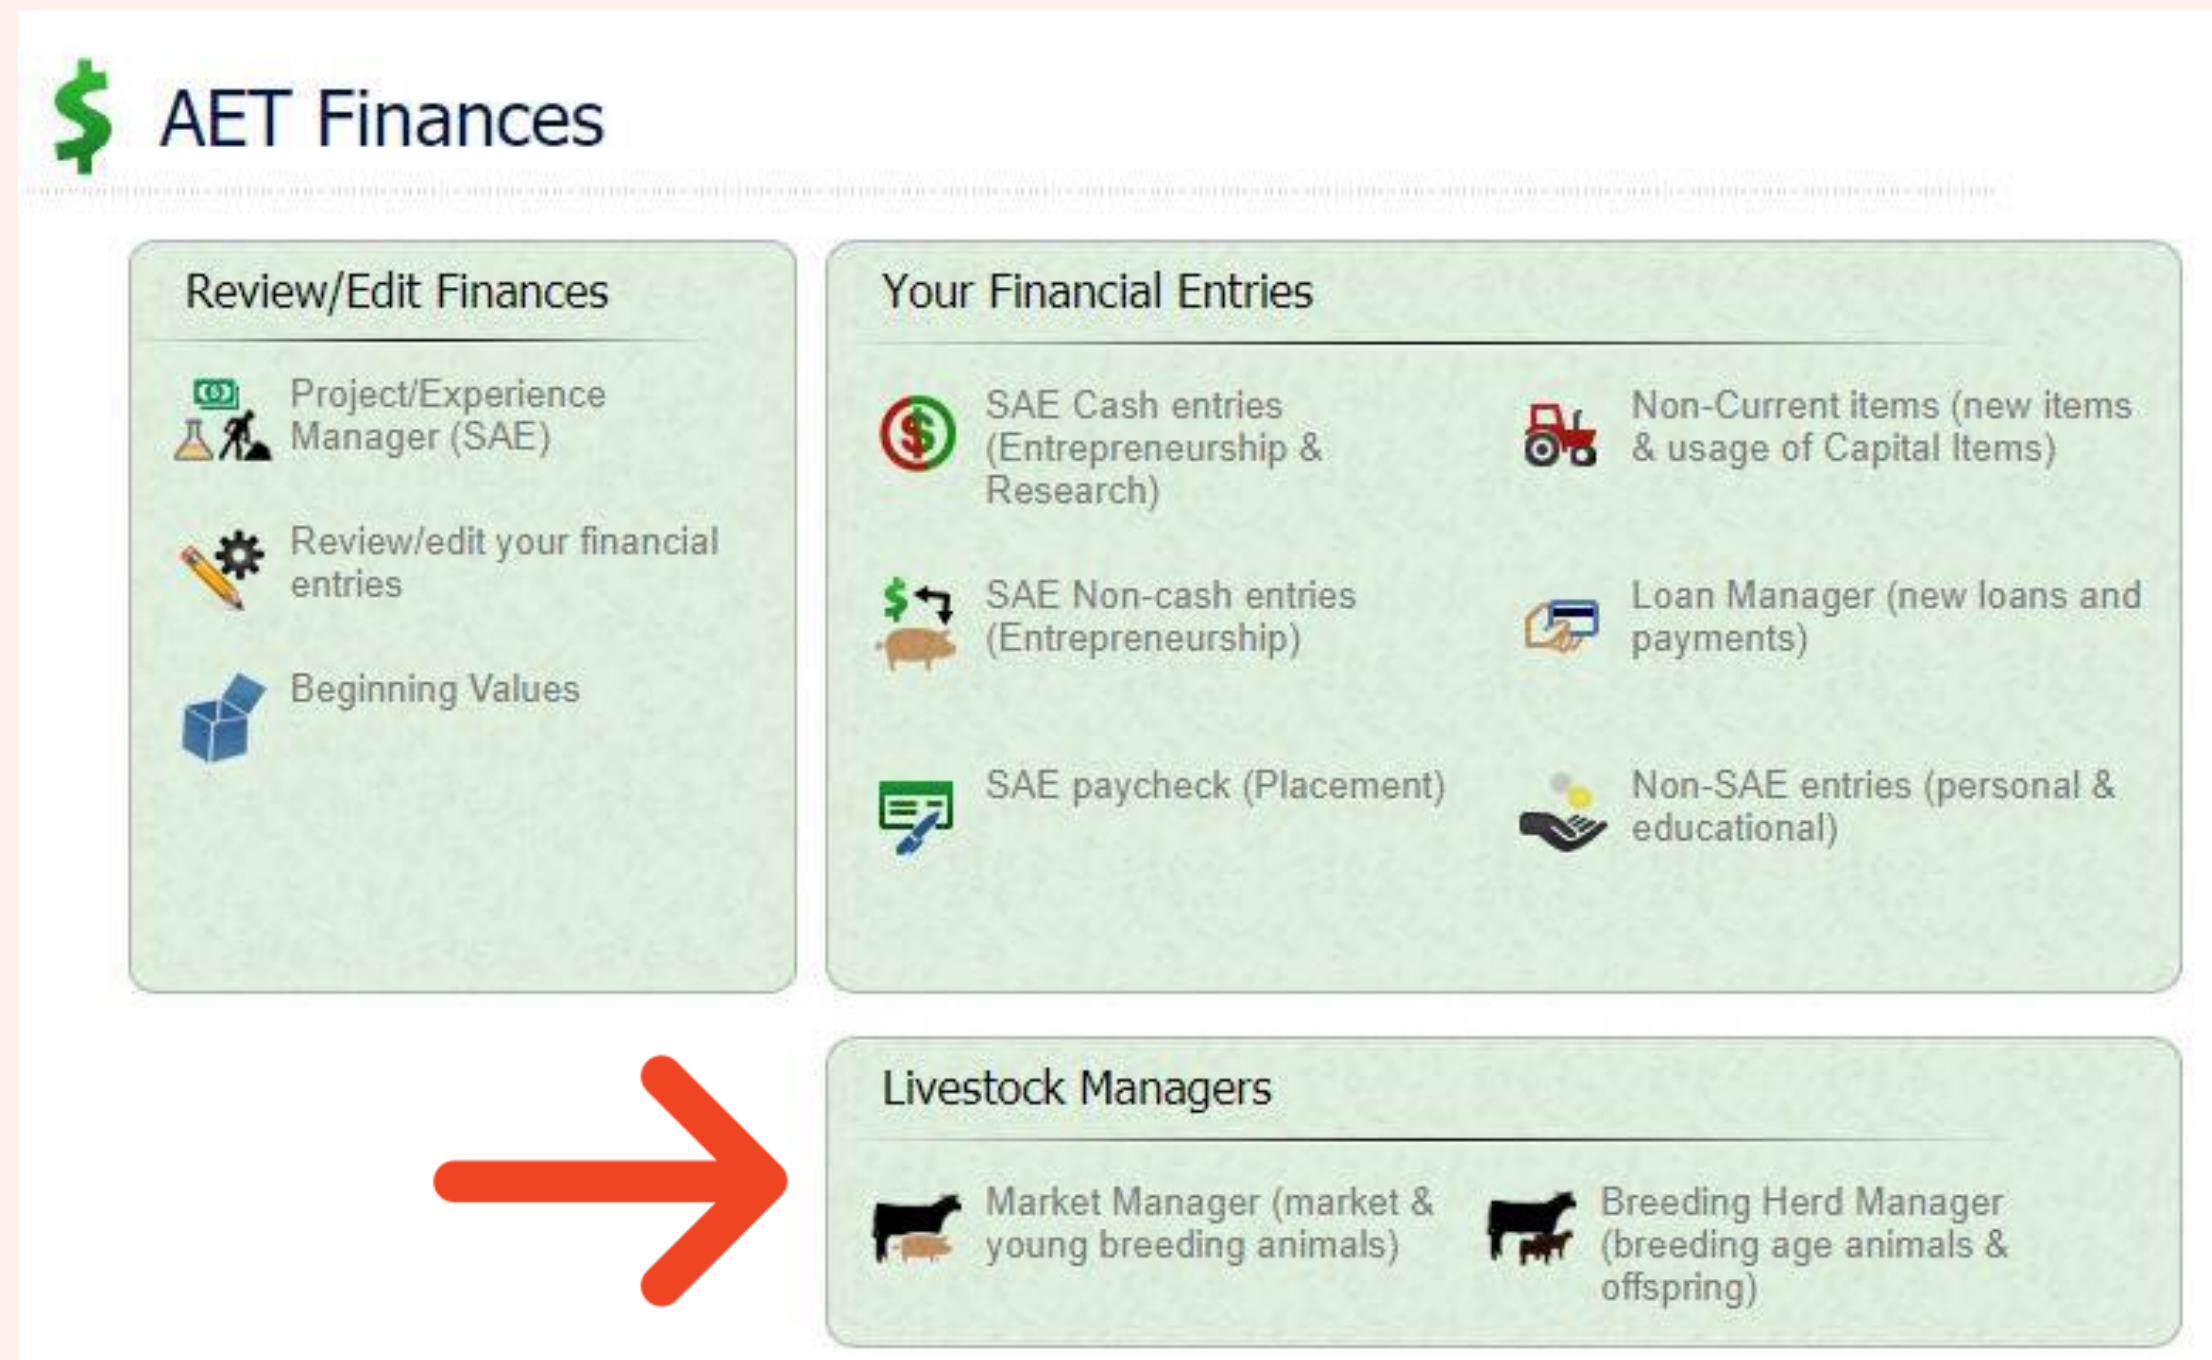 $ AET Finances
Review/Edit Finances
Project/Experience
Manager (SAE)
Review/edit your financial
entries
Beginning Values
Your Financial Entries
SAE Cash entries
(Entrepreneurship &
Research)
Non-Current items (new items
& usage of Capital Items)
SAE Non-cash entries
(Entrepreneurship)
Loan Manager (new loans and
payments)
SAE paycheck (Placement)
Non-SAE entries (personal &
educational)
Livestock Managers
Market Manager (market &
young breeding animals)
Breeding Herd Manager
(breeding age animals &
offspring)